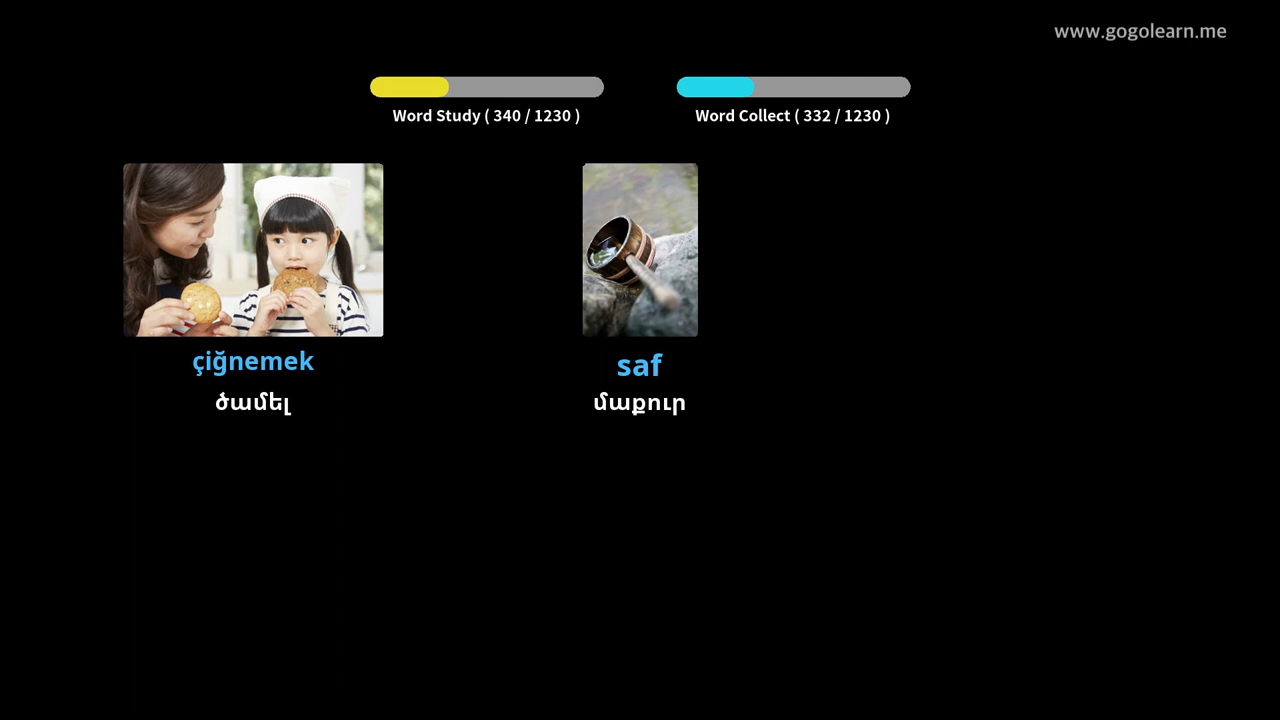 www.gogolearn.me
Word Study ( 340 / 1230 )
Word Collect ( 332 / 1230 )
çiğnemek
ծամել
saf
մաքուր